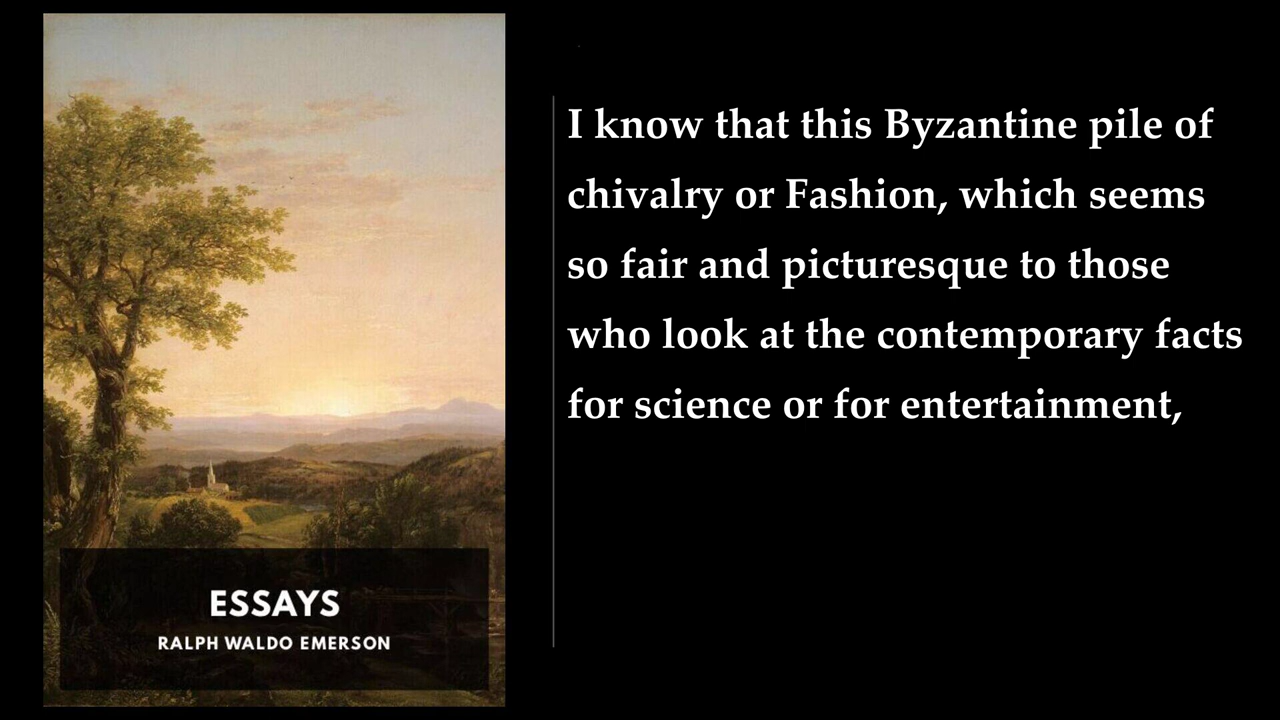 ESSAYS
RALPH WALDO EMERSON
I know that this Byzantine pile of
chivalry or Fashion, which seems
so fair and picturesque to those
who look at the contemporary facts
for science or for entertainment,